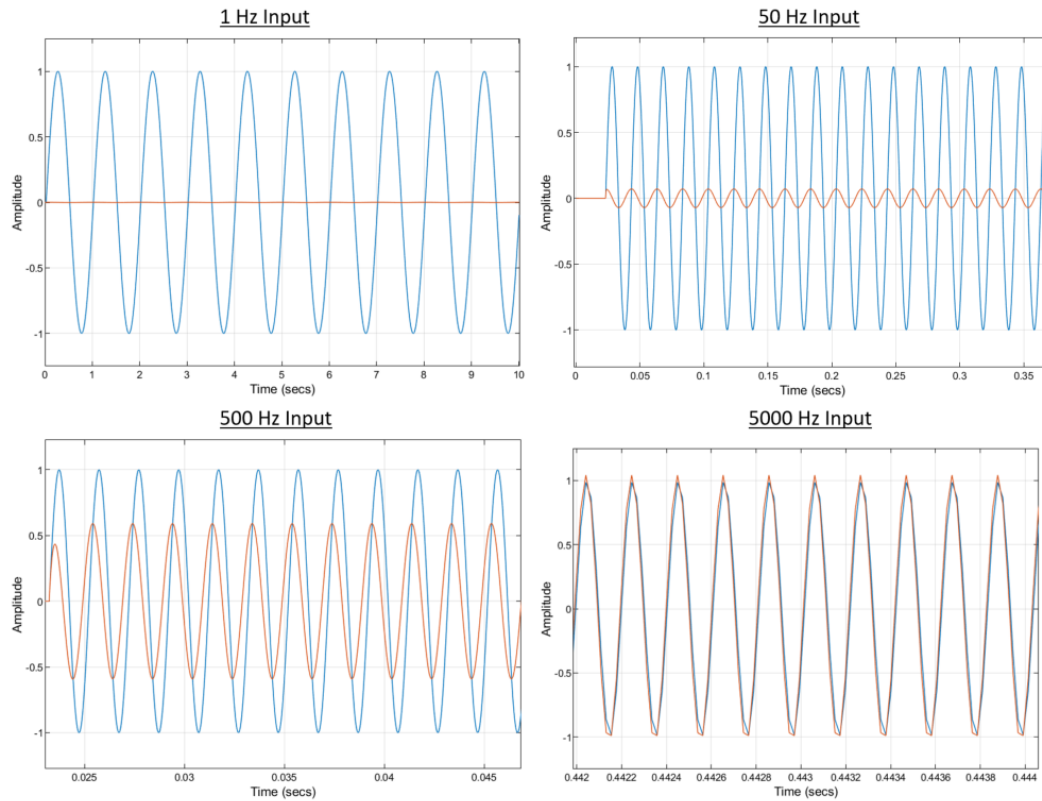 1 Hz Input
1
0.5
0
-0.5
-1
Amplitude
0 1 2 3 4 5 6 7 8 9 10
Time (secs)
50 Hz Input
1
0.5
0
-0.5
-1
Amplitude
0 0.05 0.1 0.15 0.2 0.25 0.3 0.35
Time (secs)
500 Hz Input
1
0.5
0
-0.5
-1
Amplitude
0.025 0.03 0.035 0.04 0.045
Time (secs)
5000 Hz Input
1
0.5
0
-0.5
-1
Amplitude
0.442 0.4422 0.4424 0.4426 0.4428 0.443 0.4432 0.4434 0.4436 0.4438 0.444
Time (secs)